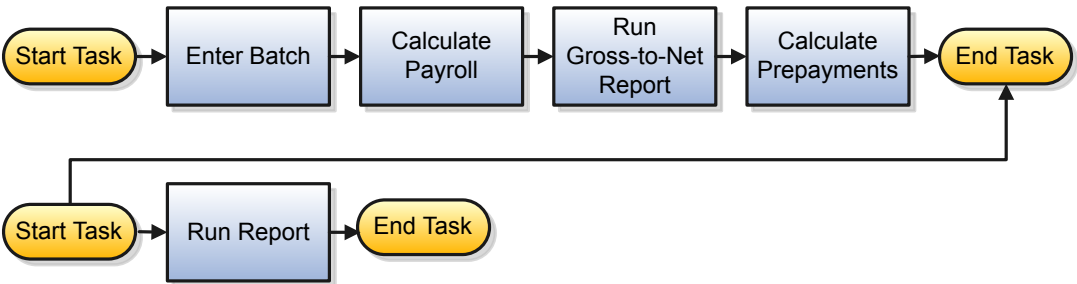 Start Task
Enter Batch
Calculate
Payroll
Run
Gross-to-Net
Report
Calculate
Prepayments
End Task
Start Task
Run Report
End Task